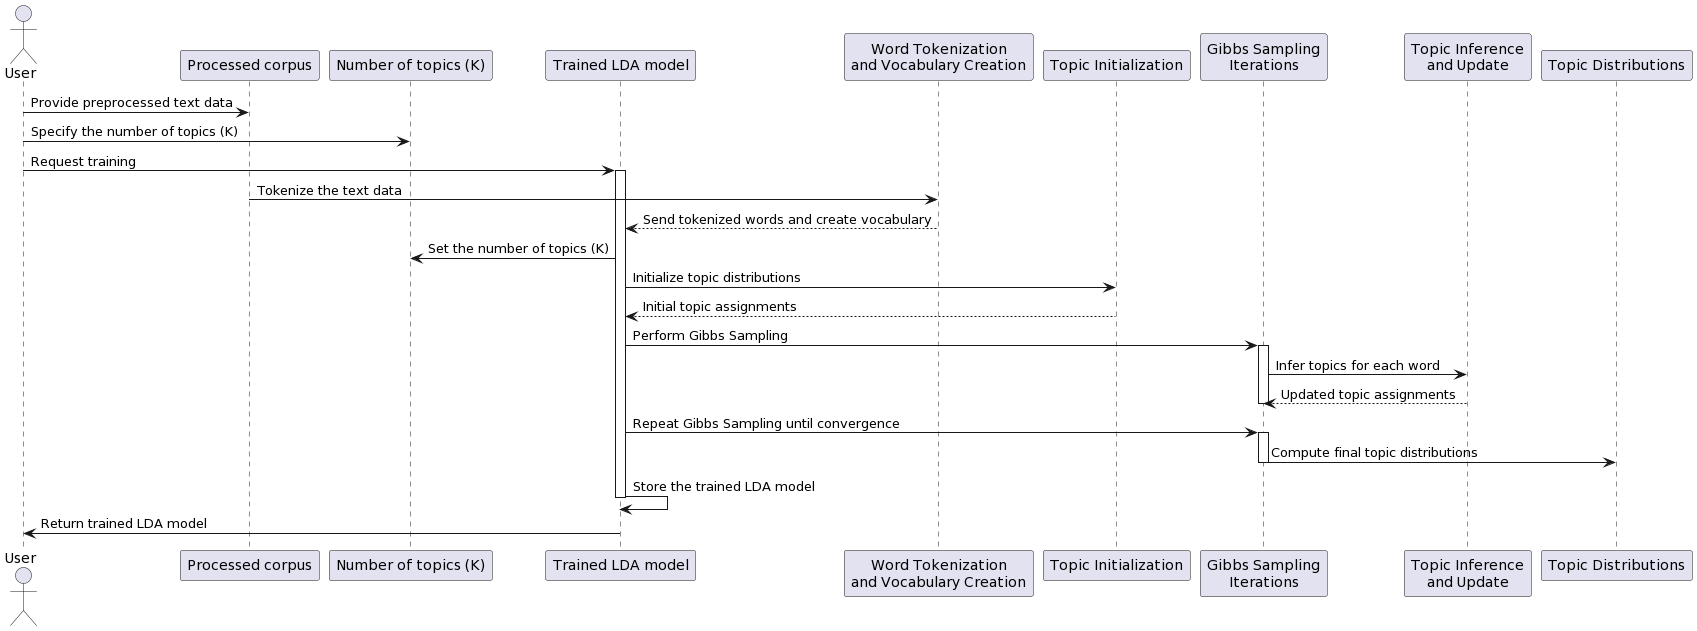 User
Processed corpus
Number of topics (K)
Trained LDA model
Word Tokenization
and Vocabulary Creation
Topic Initialization
Gibbs Sampling
Iterations
Topic Inference
and Update
Topic Distributions
Provide preprocessed text data
Specify the number of topics (K)
Request training
Tokenize the text data
Send tokenized words and create vocabulary
Set the number of topics (K)
Initialize topic distributions
Initial topic assignments
Perform Gibbs Sampling
Infer topics for each word
Updated topic assignments
Repeat Gibbs Sampling until convergence
Compute final topic distributions
Store the trained LDA model
Return trained LDA model
User
Processed corpus
Number of topics (K)
Trained LDA model
Word Tokenization
and Vocabulary Creation
Topic Initialization
Gibbs Sampling
Iterations
Topic Inference
and Update
Topic Distributions